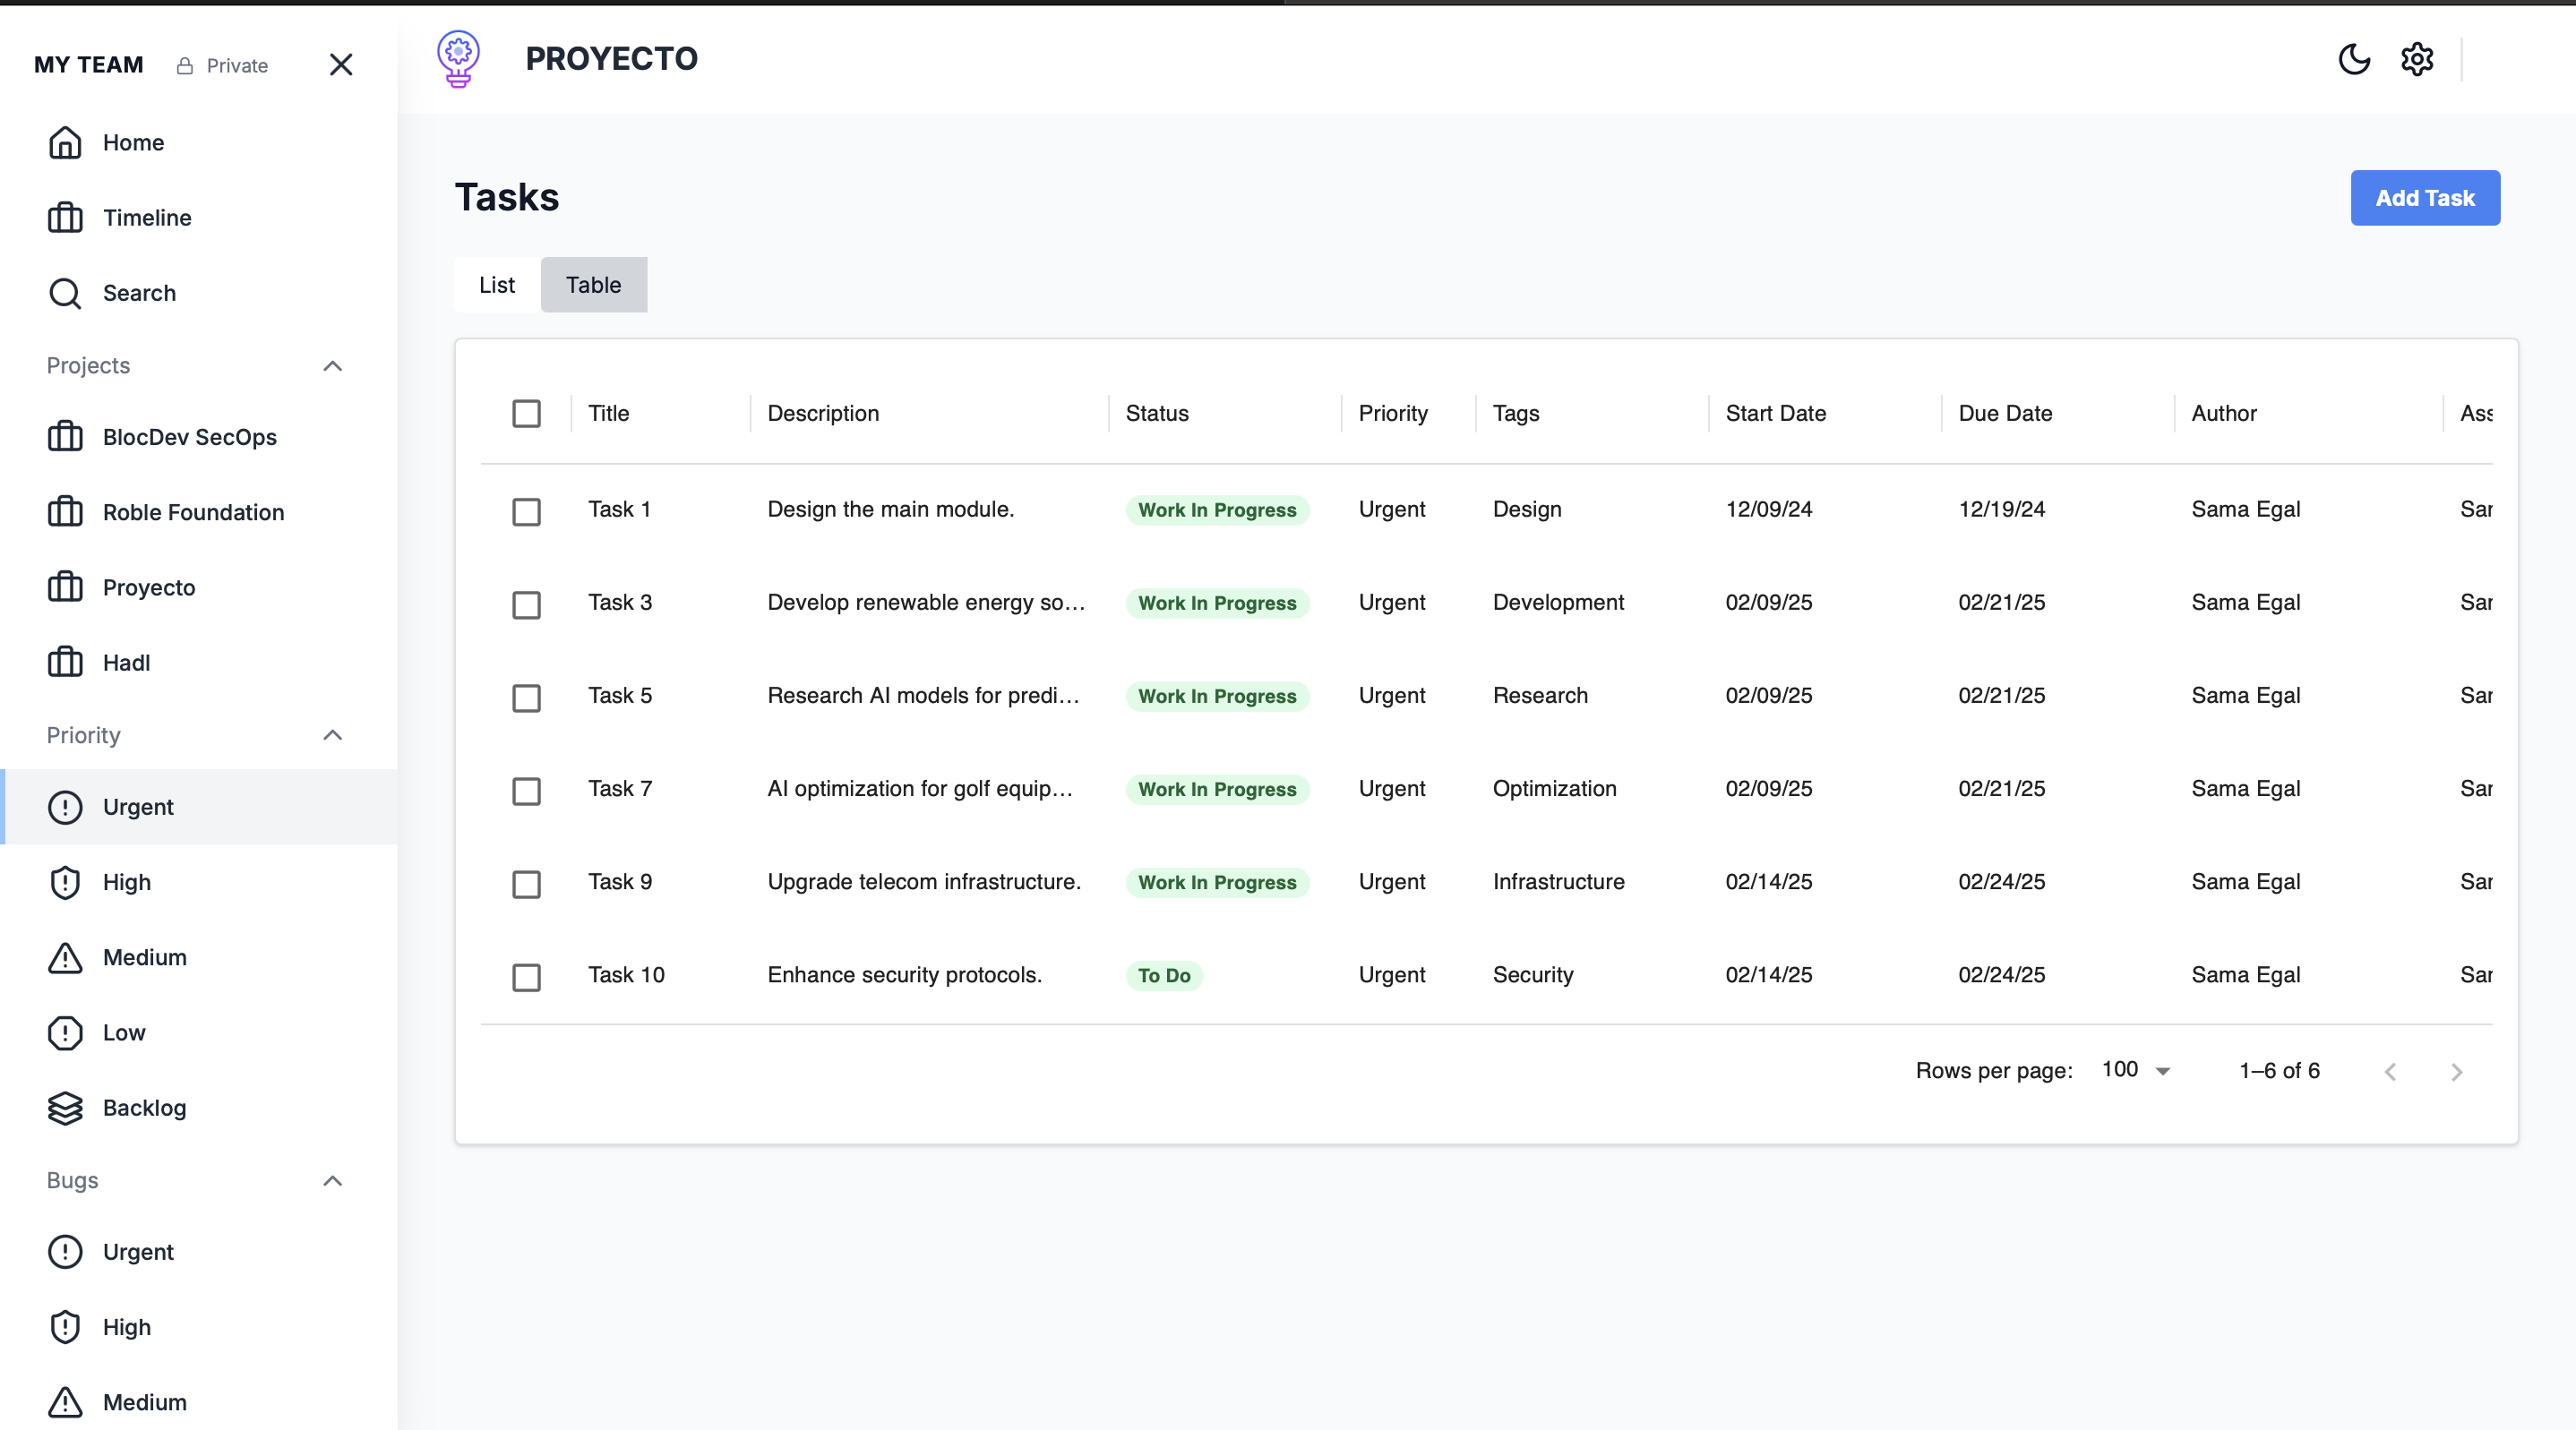 MY TEAM Private
Home
Timeline
Search
Projects
BlocDev SecOps
Roble Foundation
Proyecto
Hadl
Priority
Urgent
High
Medium
Low
Backlog
Bugs
Urgent
High
Medium
PROYECTO
Tasks
Add Task
List Table
Title Description Status Priority Tags Start Date Due Date Author Ass
Task 1 Design the main module. Work In Progress Urgent Design 12/09/24 12/19/24 Sama Egal Sar
Task 3 Develop renewable energy so… Work In Progress Urgent Development 02/09/25 02/21/25 Sama Egal Sar
Task 5 Research AI models for predi… Work In Progress Urgent Research 02/09/25 02/21/25 Sama Egal Sar
Task 7 AI optimization for golf equip… Work In Progress Urgent Optimization 02/09/25 02/21/25 Sama Egal Sar
Task 9 Upgrade telecom infrastructure. Work In Progress Urgent Infrastructure 02/14/25 02/24/25 Sama Egal Sar
Task 10 Enhance security protocols. To Do Urgent Security 02/14/25 02/24/25 Sama Egal Sar
Rows per page: 100 1–6 of 6